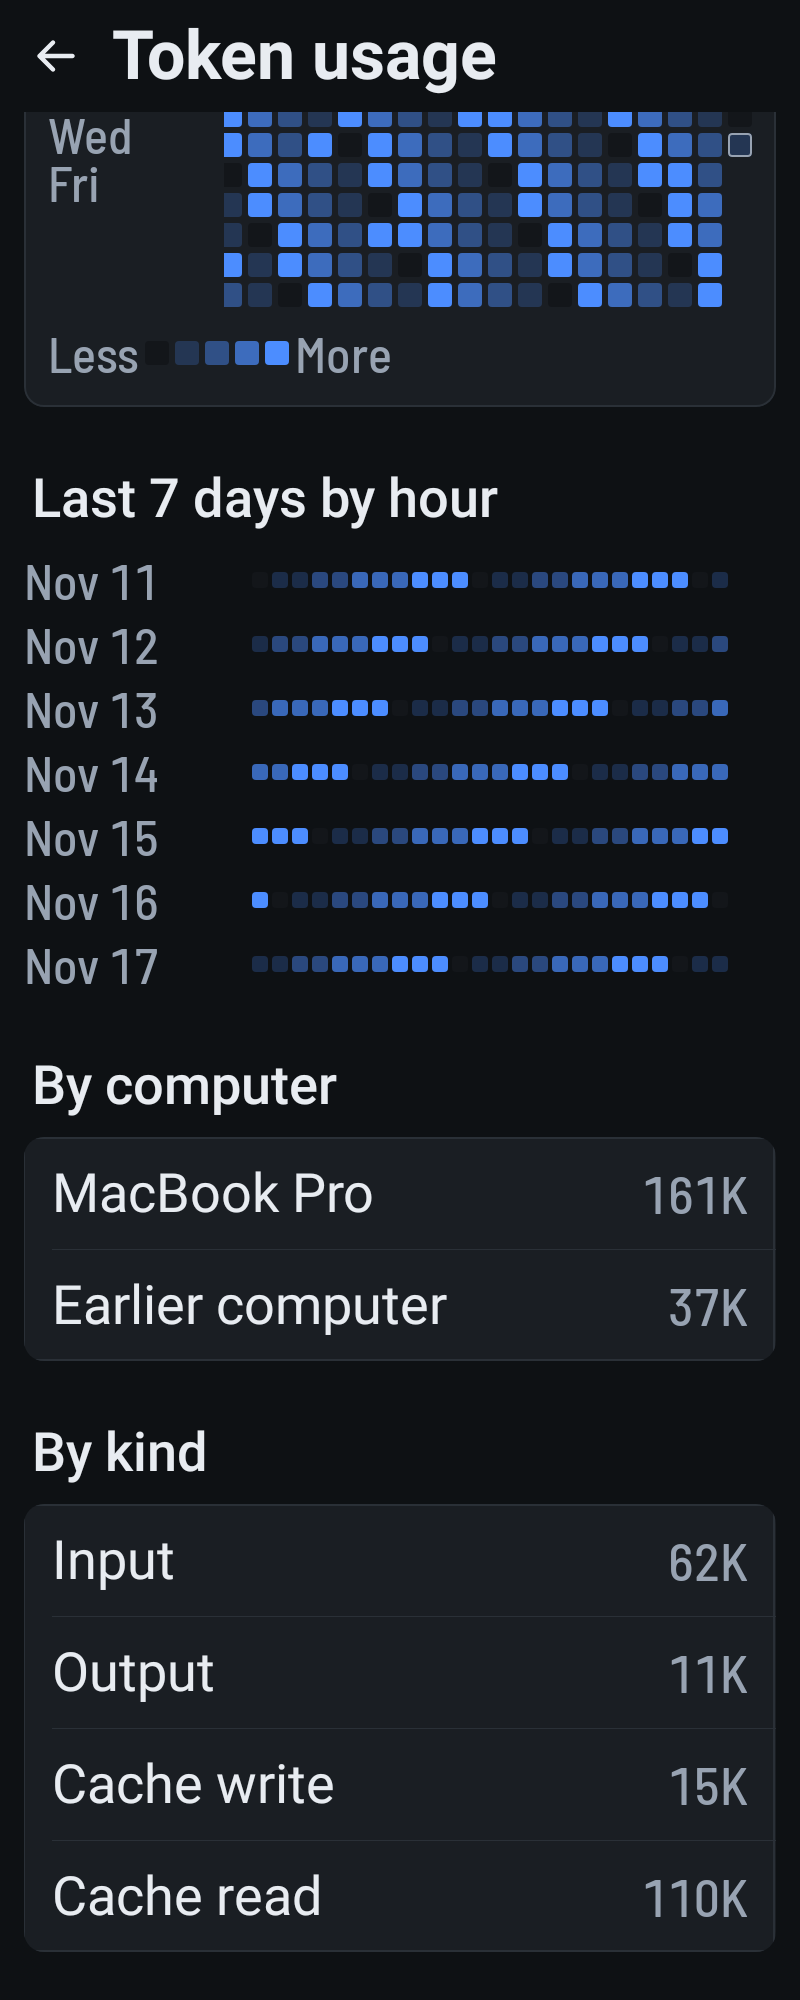 Token usage
Wed
Fri
Less More
Last 7 days by hour
Nov 11
Nov 12
Nov 13
Nov 14
Nov 15
Nov 16
Nov 17
By computer
MacBook Pro 161K
Earlier computer 37K
By kind
Input 62K
Output 11K
Cache write 15K
Cache read 110K